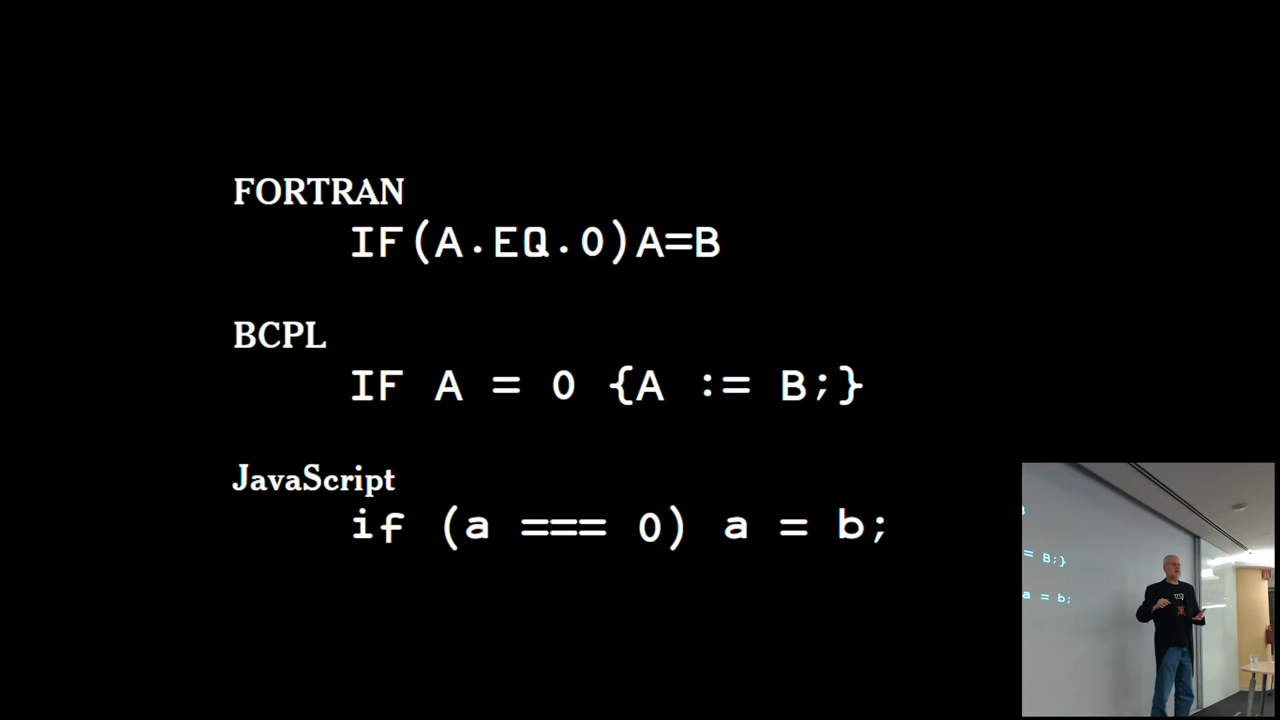 FORTRAN
IF(A.EQ.0)A=B
BCPL
IF A = 0 {A := B;}
JavaScript
if (a === 0) a = b;
= B;}
a = b;